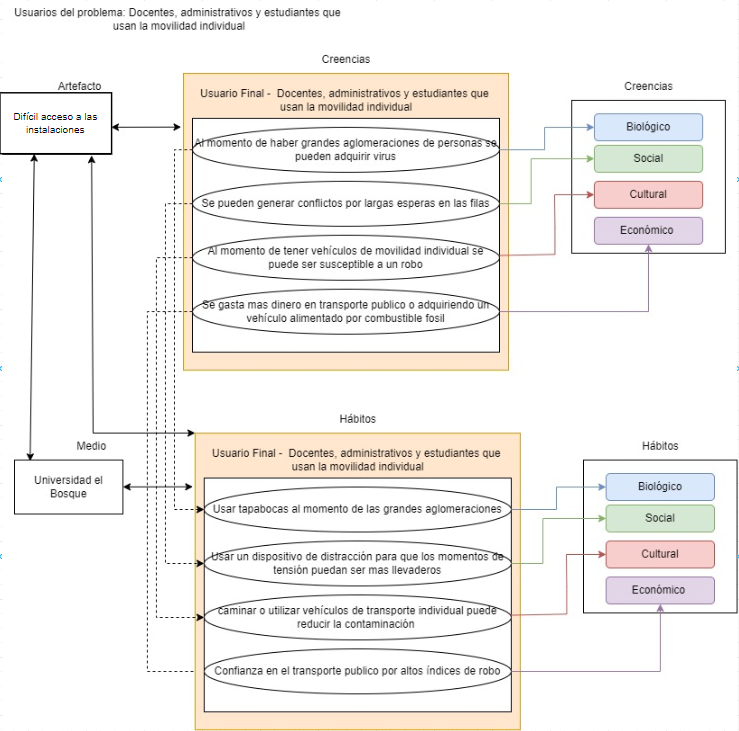 Usuarios del problema: Docentes, administrativos y estudiantes que
usan la movilidad individual
Creencias
Artefacto
Difícil acceso a las
instalaciones
Usuario Final - Docentes, administrativos y estudiantes que
usan la movilidad individual
Al momento de haber grandes aglomeraciones de personas se
pueden adquirir virus
Se pueden generar conflictos por largas esperas en las filas
Al momento de tener vehículos de movilidad individual se
puede ser susceptible a un robo
Se gasta mas dinero en transporte publico o adquiriendo un
vehículo alimentado por combustible fosil
Creencias
Biológico
Social
Cultural
Económico
Hábitos
Medio
Universidad el
Bosque
Usuario Final - Docentes, administrativos y estudiantes que
usan la movilidad individual
Usar tapabocas al momento de las grandes aglomeraciones
Usar un dispositivo de distracción para que los momentos de
tensión puedan ser mas llevaderos
caminar o utilizar vehículos de transporte individual puede
reducir la contaminación
Confianza en el transporte publico por altos índices de robo
Hábitos
Biológico
Social
Cultural
Económico